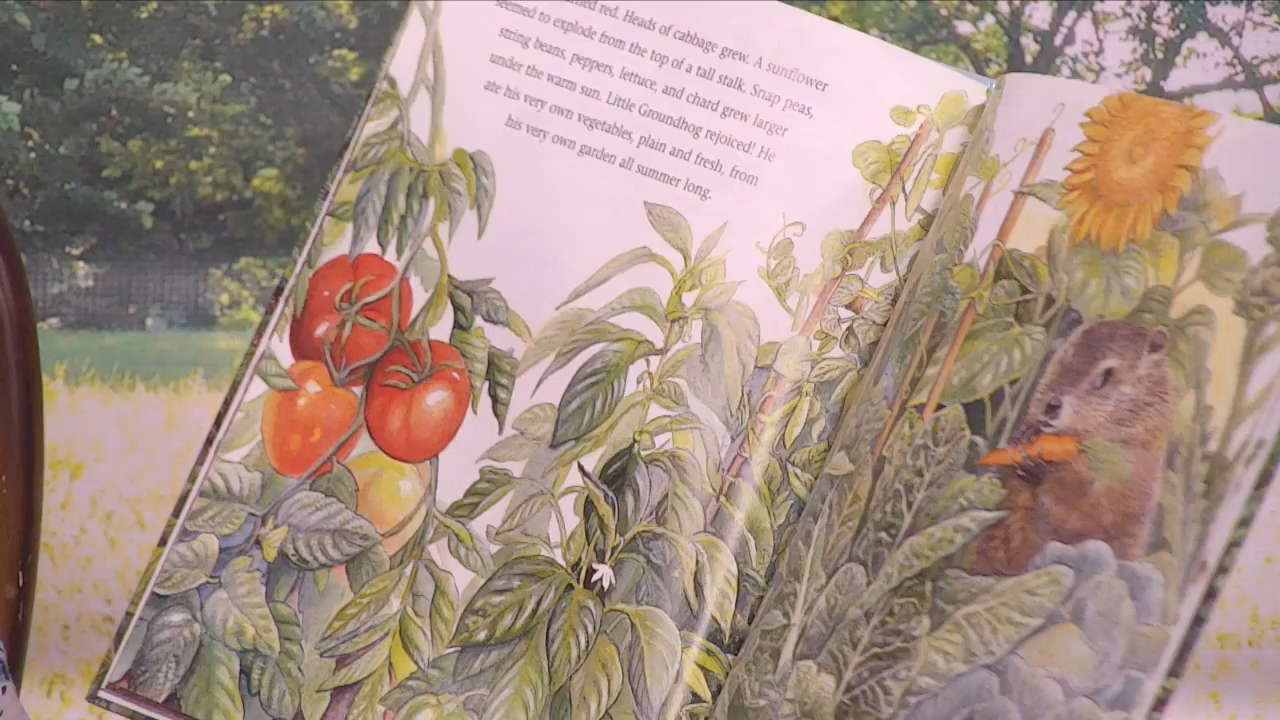 red. Heads of cabbage grew. A sunflower
seemed to explode from the top of a tall stalk. Snap peas,
string beans, peppers, lettuce, and chard grew larger
under the warm sun. Little Groundhog rejoiced! He
ate his very own vegetables, plain and fresh, from
his very own garden all summer long.